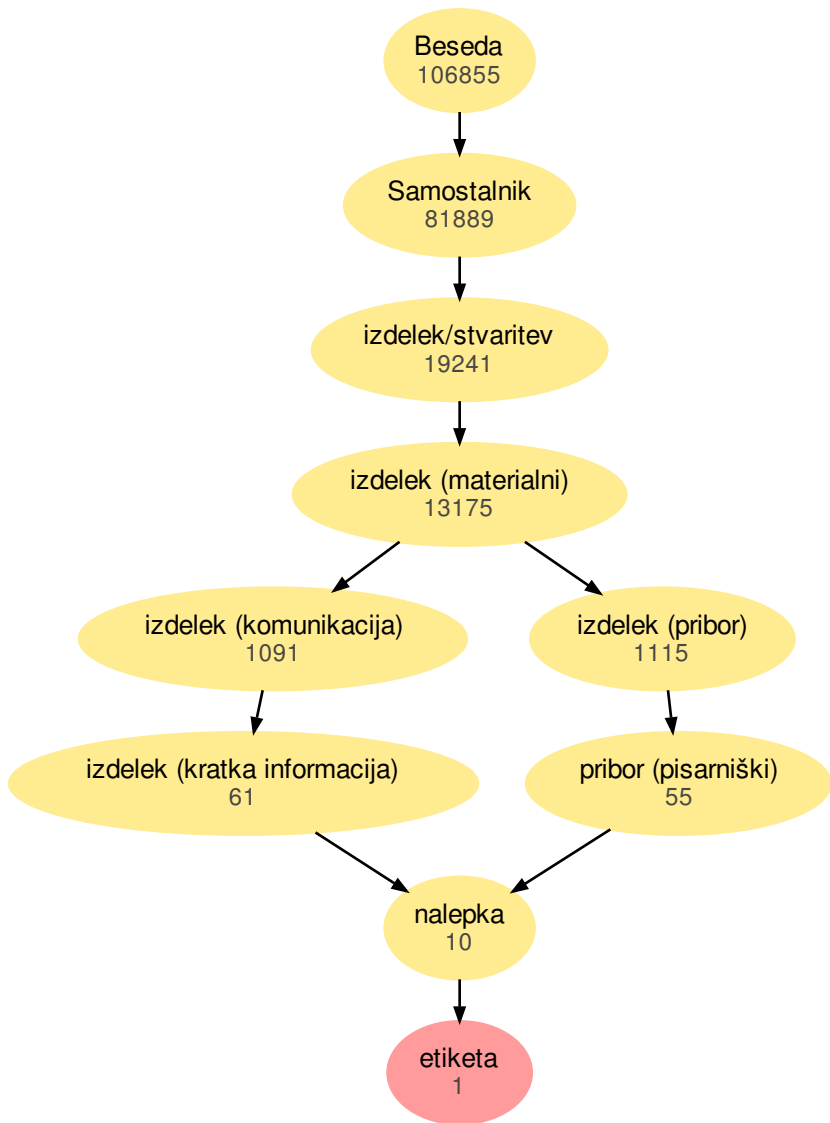 Beseda
106855
Samostalnik
81889
izdelek/stvaritev
19241
izdelek (materialni)
13175
izdelek (komunikacija)
1091
izdelek (pribor)
1115
izdelek (kratka informacija)
61
pribor (pisarniški)
55
nalepka
10
etiketa
1